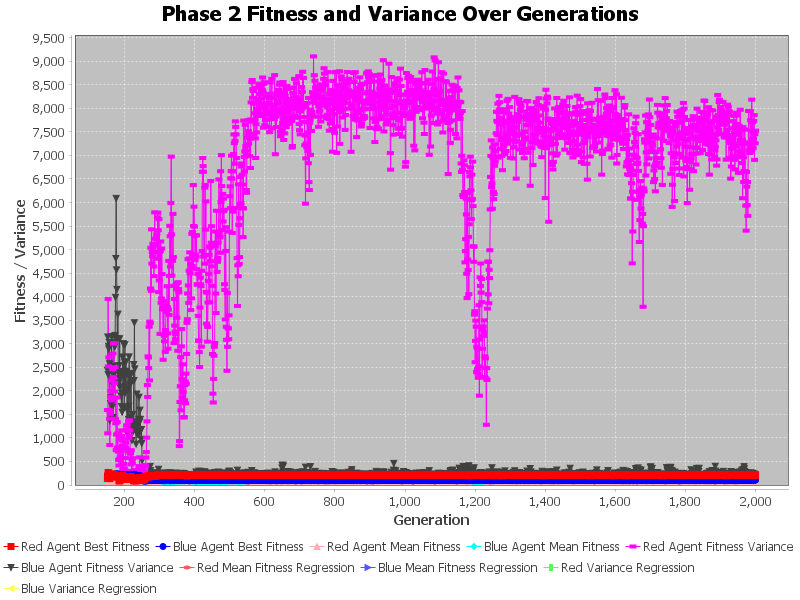 Phase 2 Fitness and Variance Over Generations
9,500
9,000
8,500
8,000
7,500
7,000
6,500
6,000
5,500
5,000
4,500
4,000
3,500
3,000
2,500
2,000
1,500
1,000
500
0
Fitness / Variance
200 400 600 800 1,000 1,200 1,400 1,600 1,800 2,000
Generation
Red Agent Best Fitness Blue Agent Best Fitness Red Agent Mean Fitness Blue Agent Mean Fitness Red Agent Fitness Variance
Blue Agent Fitness Variance Red Mean Fitness Regression Blue Mean Fitness Regression Red Variance Regression
Blue Variance Regression